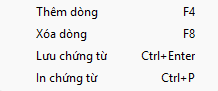 Thêm dòng F4
Xóa dòng F8
Lưu chứng từ Ctrl+Enter
In chứng từ Ctrl+P